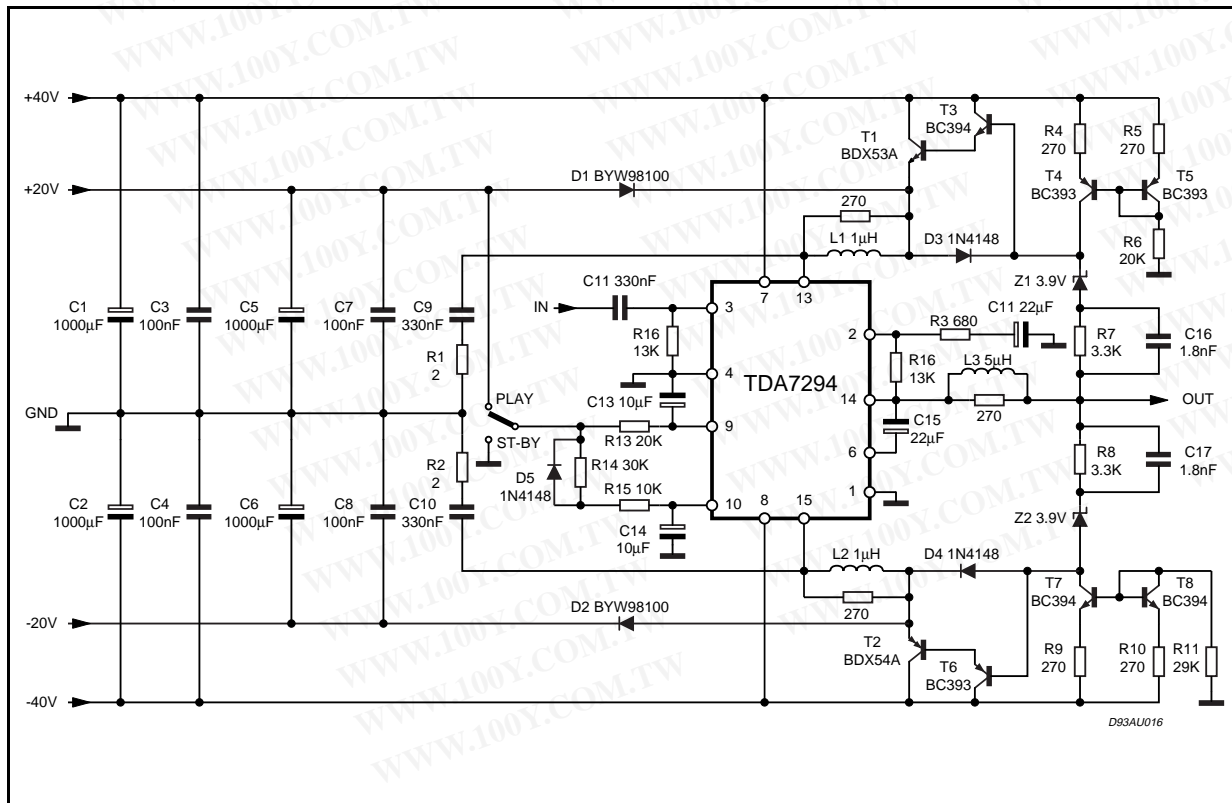 WWW.100Y.COM.TW
+40V
+20V
GND
-20V
-40V
C1
1000µF
C3
100nF
C5
1000µF
C7
100nF
C9
330nF
R1
2
C2
1000µF
C4
100nF
C6
1000µF
C8
100nF
C10
330nF
R2
2
D1 BYW98100
D2 BYW98100
PLAY
ST-BY
IN
C11 330nF
R16
13K
C13 10µF
R13 20K
R14 30K
D5
1N4148
R15 10K
C14
10µF
TDA7294
3
4
9
10
7
13
8
15
2
14
6
1
T1
BDX53A
T3
BC394
270
L1 1µH
D3 1N4148
R4
270
R5
270
T4
BC393
T5
BC393
R6
20K
Z1 3.9V
R3 680
C11 22µF
R16
13K
L3 5µH
270
C15
22µF
R7
3.3K
C16
1.8nF
OUT
R8
3.3K
C17
1.8nF
Z2 3.9V
L2 1µH
D4 1N4148
270
T2
BDX54A
T6
BC393
T7
BC394
T8
BC394
R9
270
R10
270
R11
29K
D93AU016